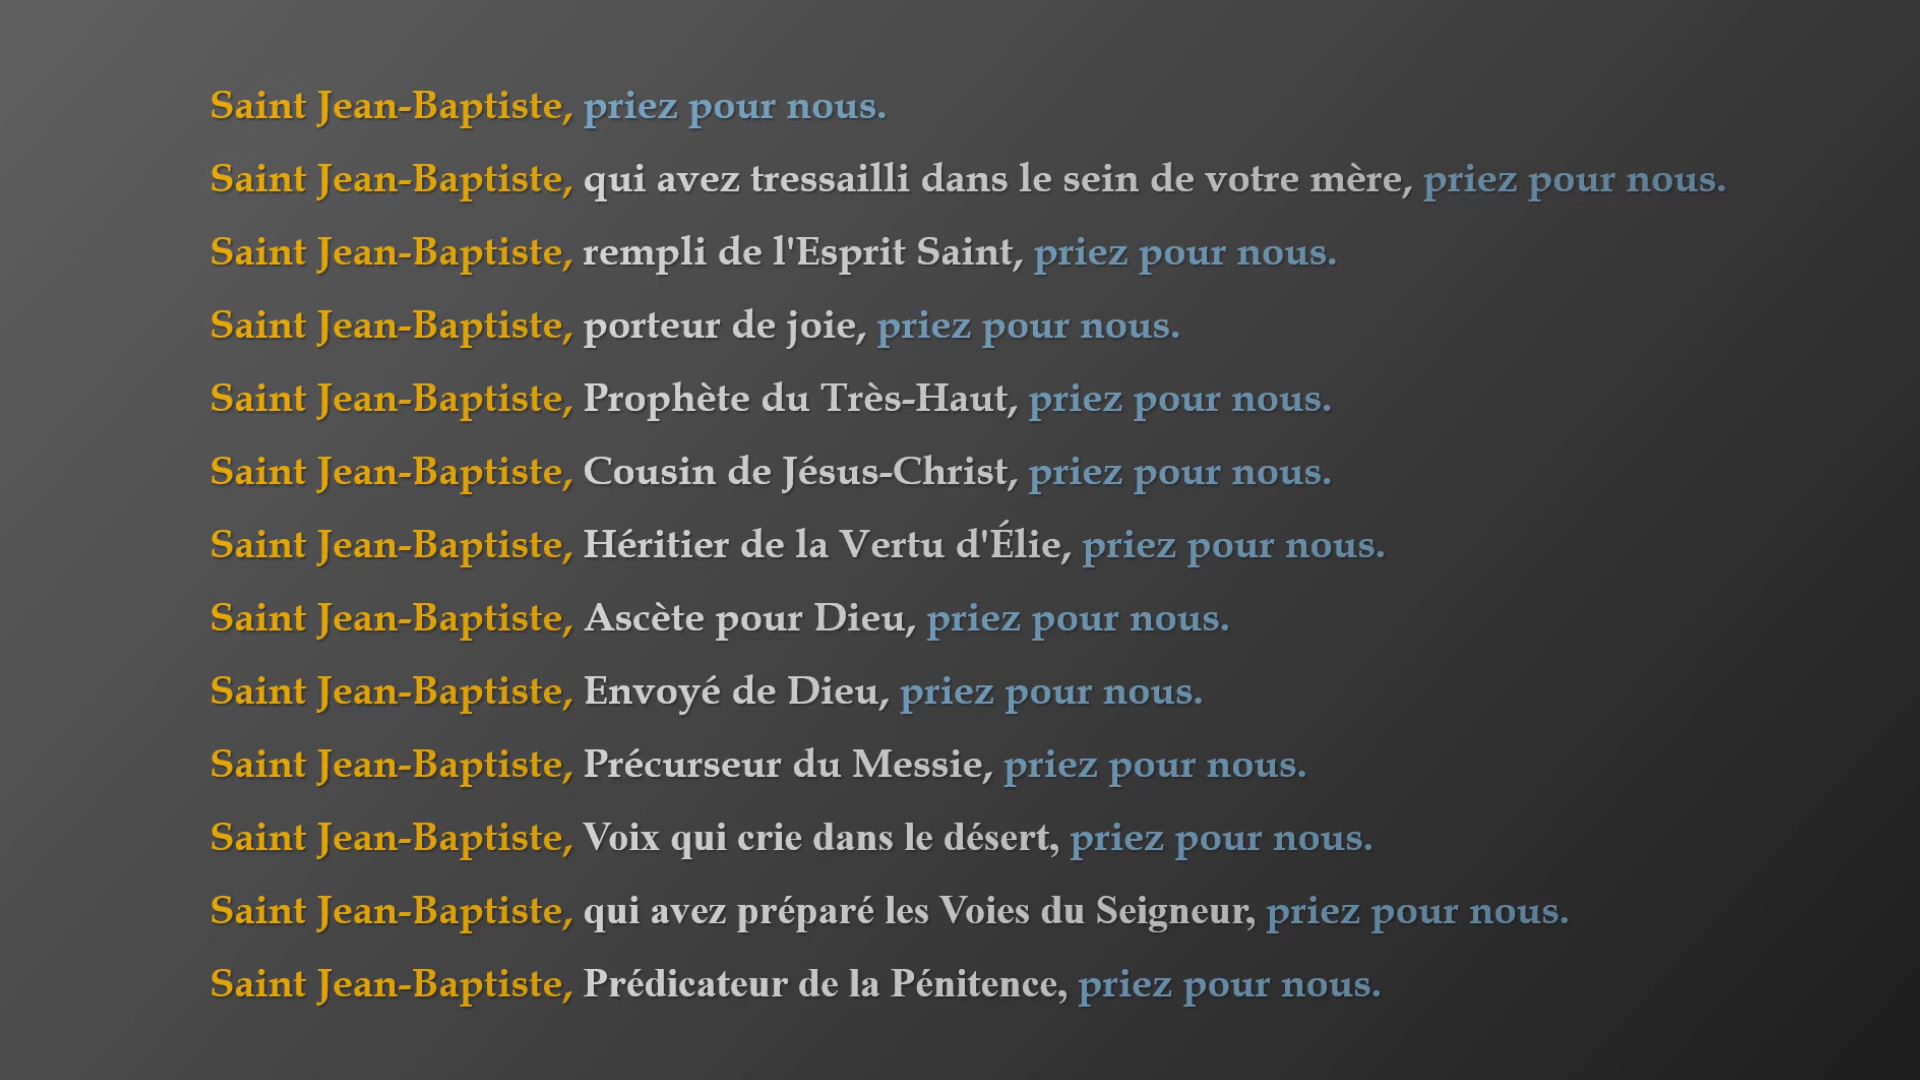 Saint Jean-Baptiste, priez pour nous.
Saint Jean-Baptiste, qui avez tressailli dans le sein de votre mère, priez pour nous.
Saint Jean-Baptiste, rempli de l'Esprit Saint, priez pour nous.
Saint Jean-Baptiste, porteur de joie, priez pour nous.
Saint Jean-Baptiste, Prophète du Très-Haut, priez pour nous.
Saint Jean-Baptiste, Cousin de Jésus-Christ, priez pour nous.
Saint Jean-Baptiste, Héritier de la Vertu d'Élie, priez pour nous.
Saint Jean-Baptiste, Ascète pour Dieu, priez pour nous.
Saint Jean-Baptiste, Envoyé de Dieu, priez pour nous.
Saint Jean-Baptiste, Précurseur du Messie, priez pour nous.
Saint Jean-Baptiste, Voix qui crie dans le désert, priez pour nous.
Saint Jean-Baptiste, qui avez préparé les Voies du Seigneur, priez pour nous.
Saint Jean-Baptiste, Prédicateur de la Pénitence, priez pour nous.